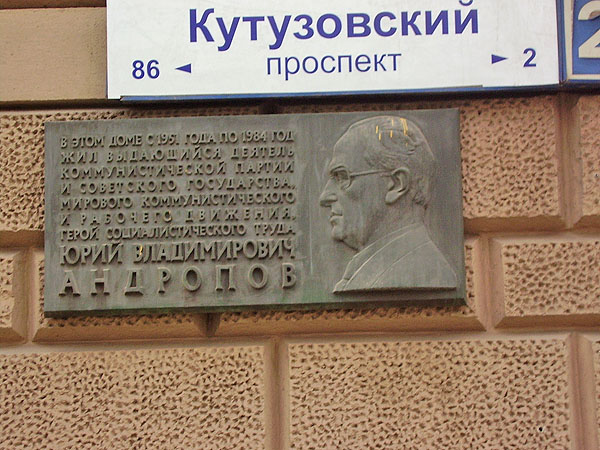 Кутузовский
проспект
86 ◄ ► 2
2
В ЭТОМ ДОМЕ С 1951 ГОДА ПО 1984 ГОД
ЖИЛ ВЫДАЮЩИЙСЯ ДЕЯТЕЛЬ
КОММУНИСТИЧЕСКОЙ ПАРТИИ
И СОВЕТСКОГО ГОСУДАРСТВА,
МИРОВОГО КОММУНИСТИЧЕСКОГО
И РАБОЧЕГО ДВИЖЕНИЯ,
ГЕРОЙ СОЦИАЛИСТИЧЕСКОГО ТРУДА
ЮРИЙ ВЛАДИМИРОВИЧ
АНДРОПОВ